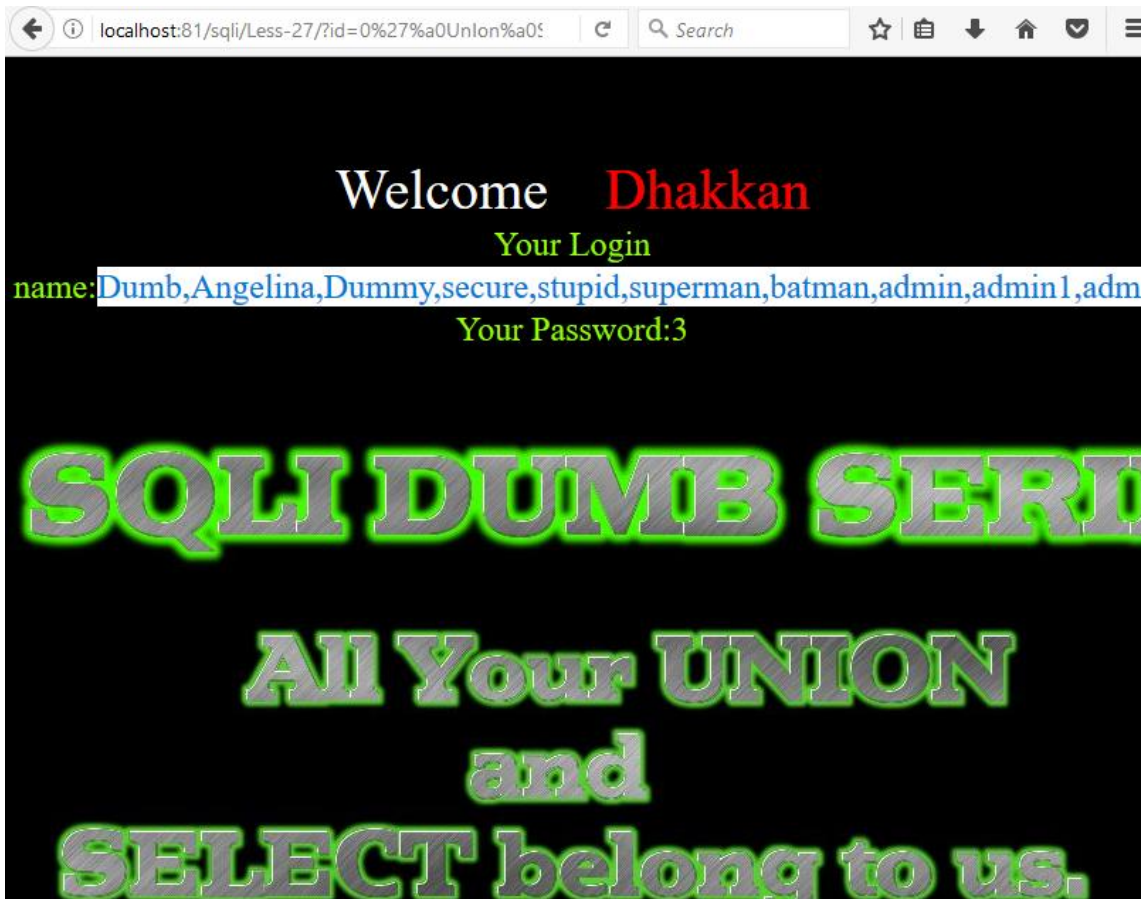 localhost:81/sqli/Less-27/?id=0%27%a0UnIon%a0S
Search
Welcome Dhakkan
Your Login
name:Dumb,Angelina,Dummy,secure,stupid,superman,batman,admin,admin1,adm
Your Password:3
SQLI DUMB SERI
All Your UNION
and
SELECT belong to us.